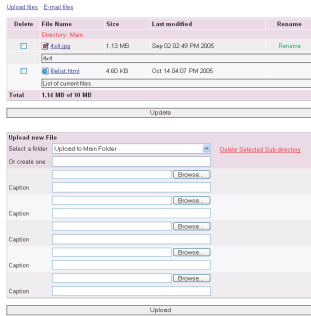 Upload files E-mail files
Delete File Name Size Last modified Rename
Directory: Main
4x4.jpg 1.13 MB Sep 02 02:49 PM 2005 Rename
4x4
filelist.html 4.60 KB Oct 14 04:07 PM 2005
List of current files
Total 1.14 MB of 10 MB
Update
Upload new File
Select a folder Upload to Main Folder Delete Selected Sub-directory
Or create one
Browse...
Caption
Browse...
Caption
Browse...
Caption
Browse...
Caption
Browse...
Caption
Upload